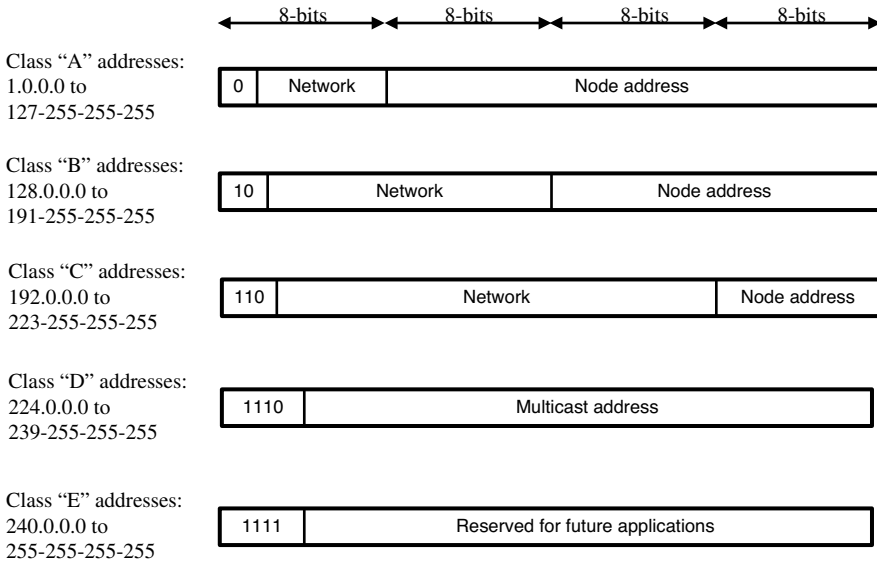 8-bits 8-bits 8-bits 8-bits
Class “A” addresses:
1.0.0.0 to
127-255-255-255
0 Network Node address
Class “B” addresses:
128.0.0.0 to
191-255-255-255
10 Network Node address
Class “C” addresses:
192.0.0.0 to
223-255-255-255
110 Network Node address
Class “D” addresses:
224.0.0.0 to
239-255-255-255
1110 Multicast address
Class “E” addresses:
240.0.0.0 to
255-255-255-255
1111 Reserved for future applications